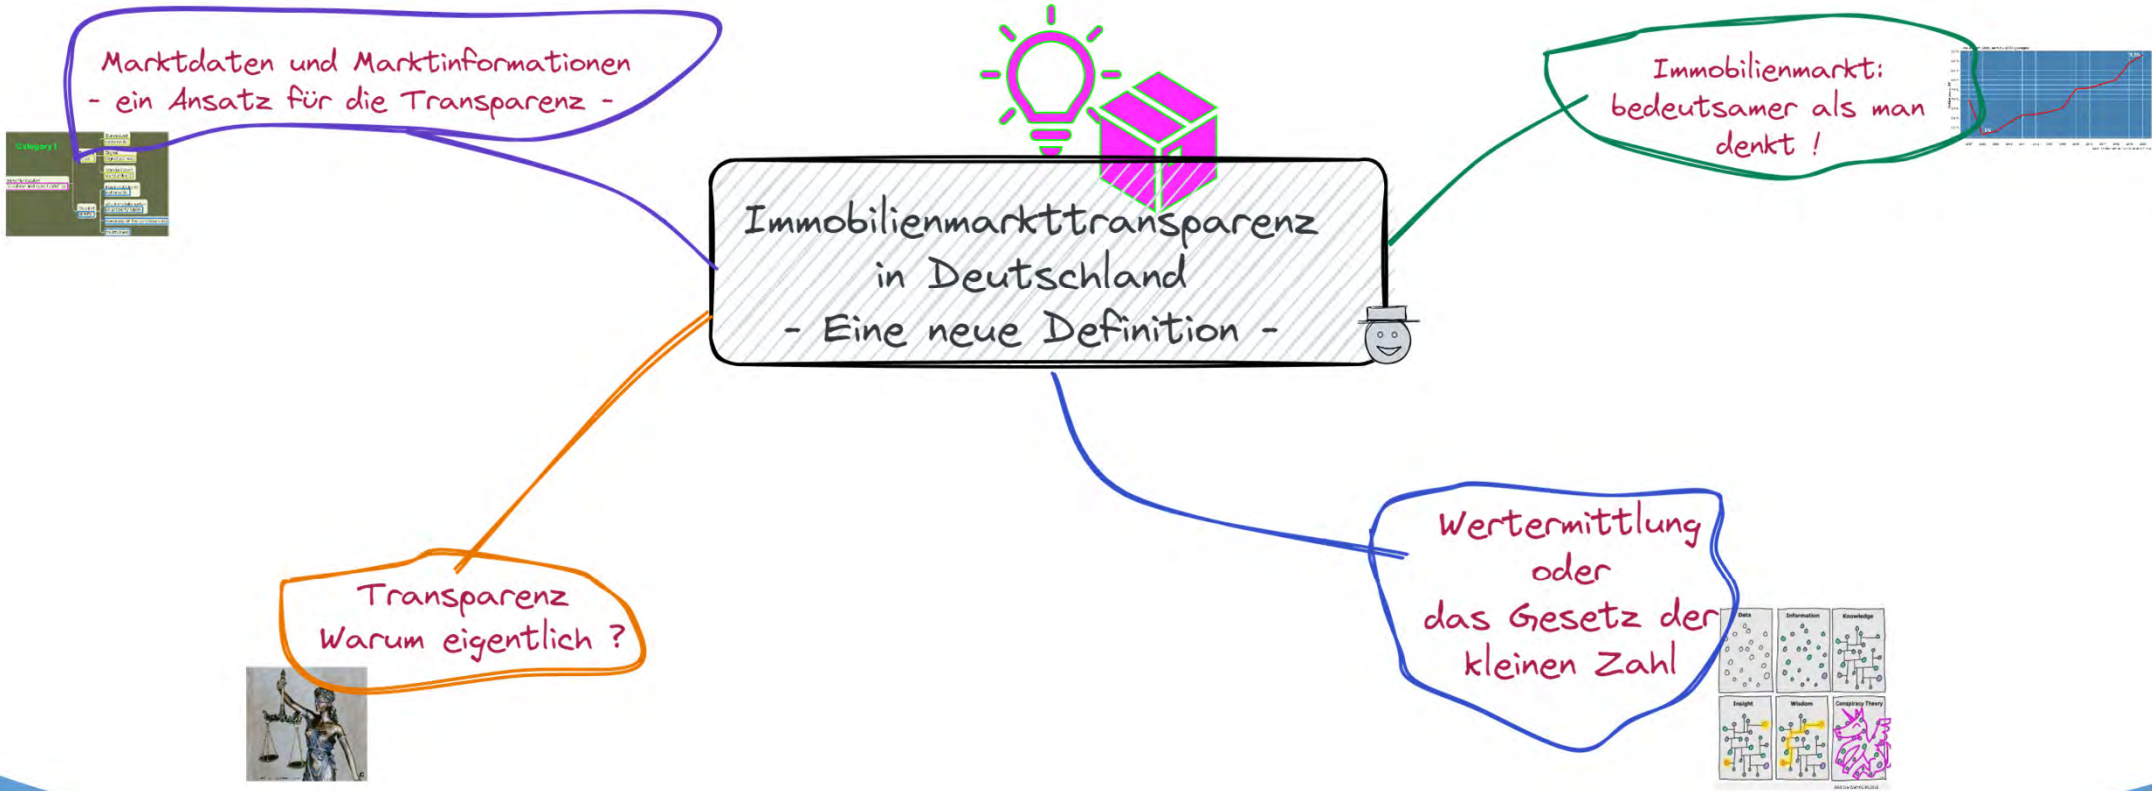 Marktdaten und Marktinformationen
- ein Ansatz für die Transparenz -
Category 1
Immobilienmarkt:
bedeutsamer als man
denkt !
Immobilienmarkttransparenz
in Deutschland
- Eine neue Definition -
Transparenz
Warum eigentlich ?
Wertermittlung
oder
das Gesetz der
kleinen Zahl
Data
Information
Knowledge
Insight
Wisdom
Conspiracy Theory